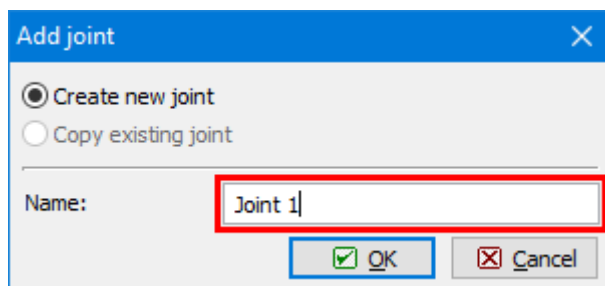 Add joint
Create new joint
Copy existing joint
Name: Joint 1
OK Cancel